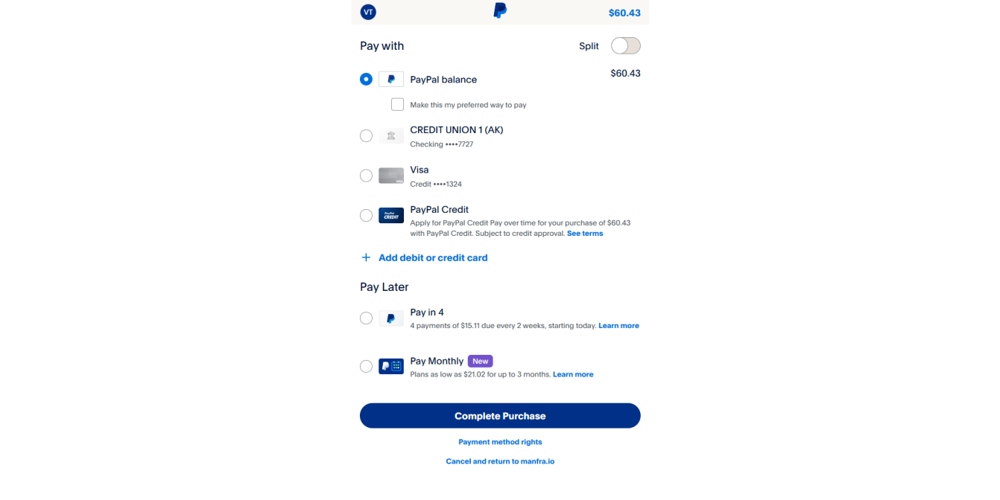 VT
$60.43
Pay with
Split
PayPal balance
$60.43
Make this my preferred way to pay
CREDIT UNION 1 (AK)
Checking ••••7727
VISA
Visa
Credit ••••1324
PayPal
CREDIT
PayPal Credit
Apply for PayPal Credit Pay over time for your purchase of $60.43
with PayPal Credit. Subject to credit approval. See terms
+ Add debit or credit card
Pay Later
Pay in 4
4 payments of $15.11 due every 2 weeks, starting today. Learn more
Pay Monthly New
Plans as low as $21.02 for up to 3 months. Learn more
Complete Purchase
Payment method rights
Cancel and return to manfra.io